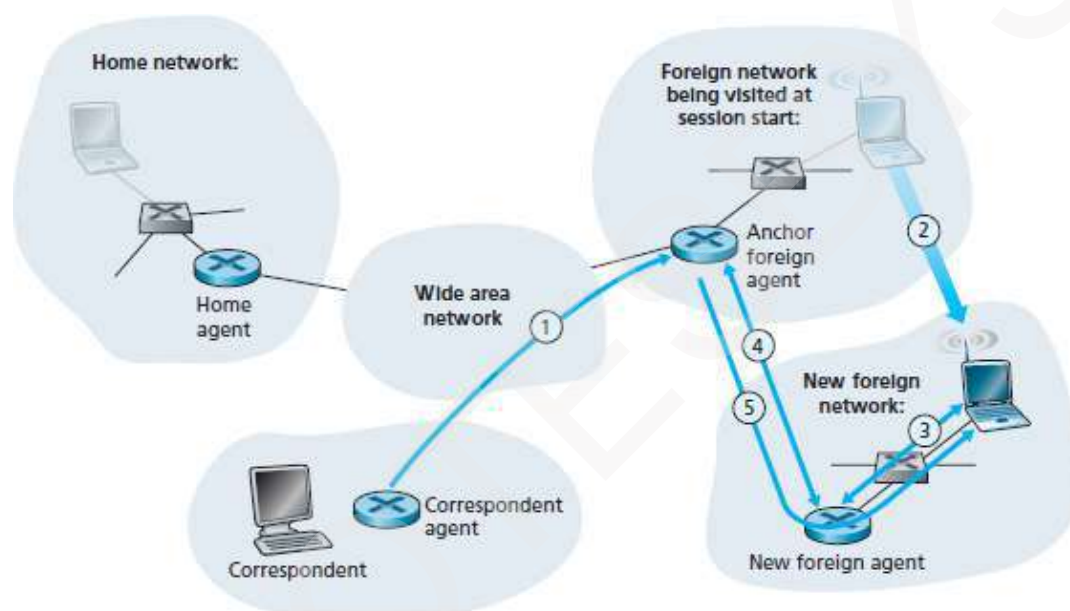 Home network:
Home
agent
Wide area
network
1
Foreign network
being visited at
session start:
Anchor
foreign
agent
2
4
5
New foreign
network:
3
New foreign agent
Correspondent
agent
Correspondent